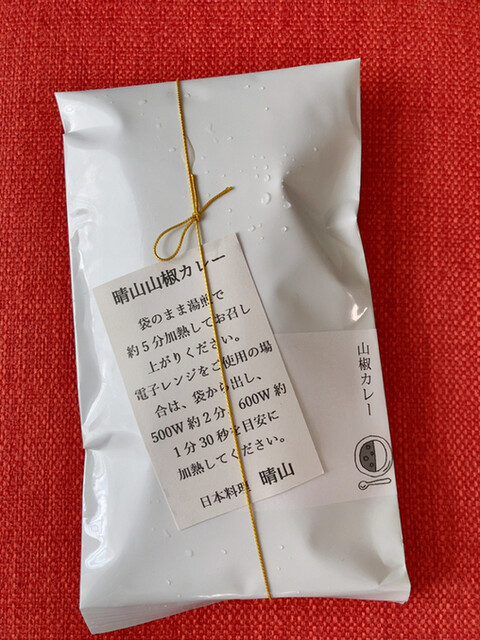 晴山山椒カレー
袋のまま湯煎で
約5分加熱してお召し
上がりください。
電子レンジをご使用の場
合は、袋から出し、
500W 約2分、600W 約
1分30秒を目安に
加熱してください。
日本料理 晴山
山椒カレー